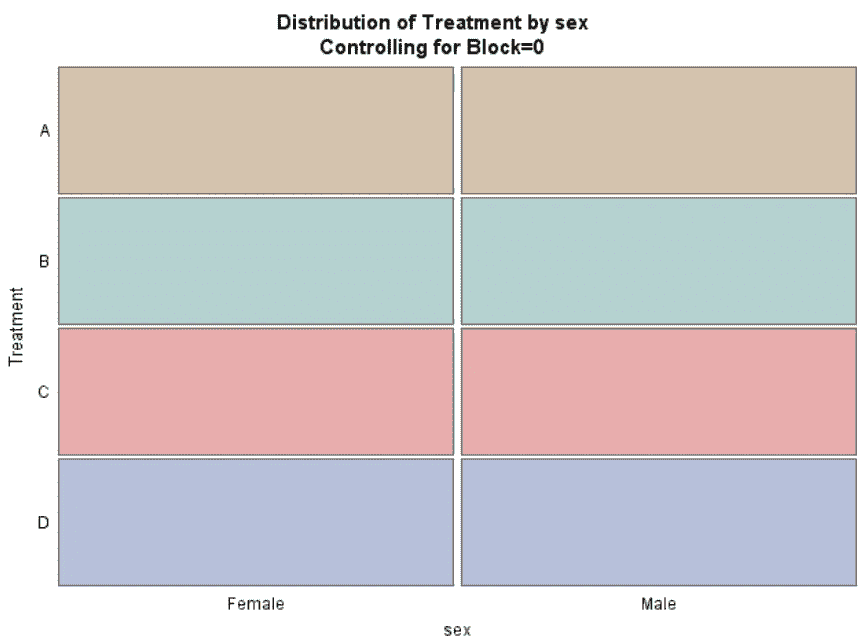 Distribution of Treatment by sex
Controlling for Block=0
A
B
C
D
Treatment
Female Male
sex